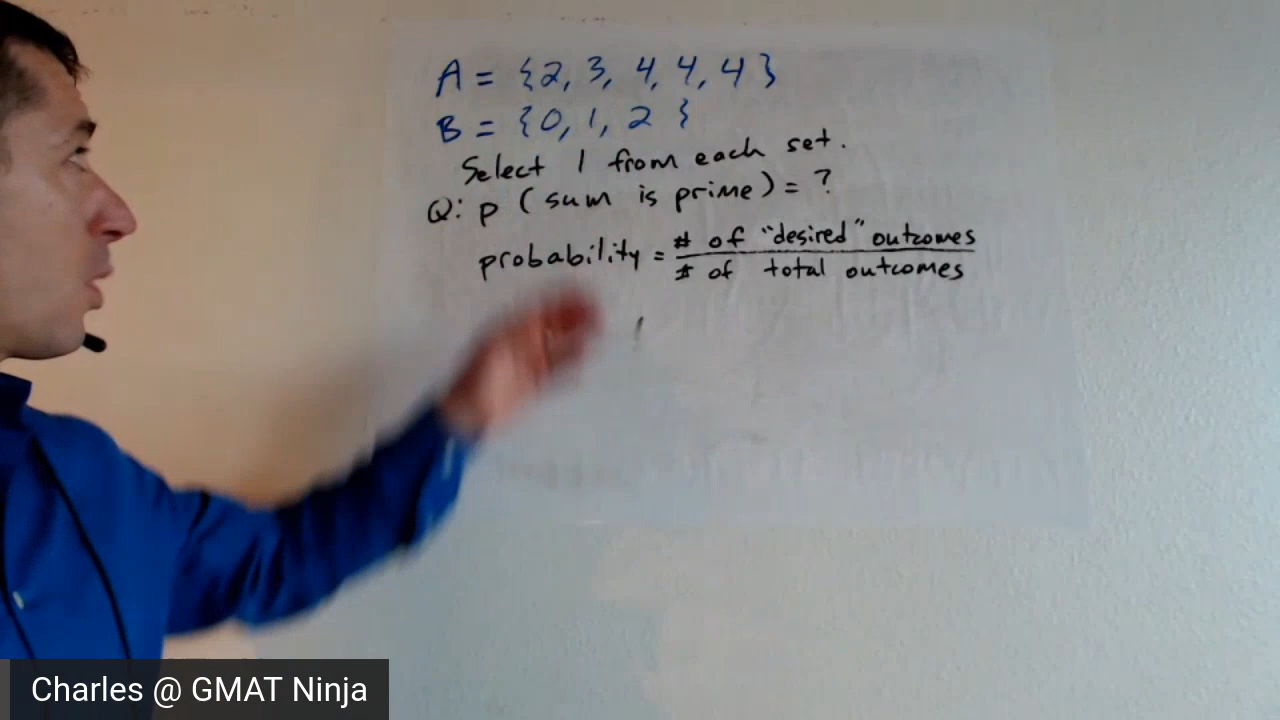 A = {2, 3, 4, 4, 4}
B = {0, 1, 2 }
Select 1 from each set.
Q: p (sum is prime) = ?
probability = # of "desired" outcomes
# of total outcomes
Charles @ GMAT Ninja